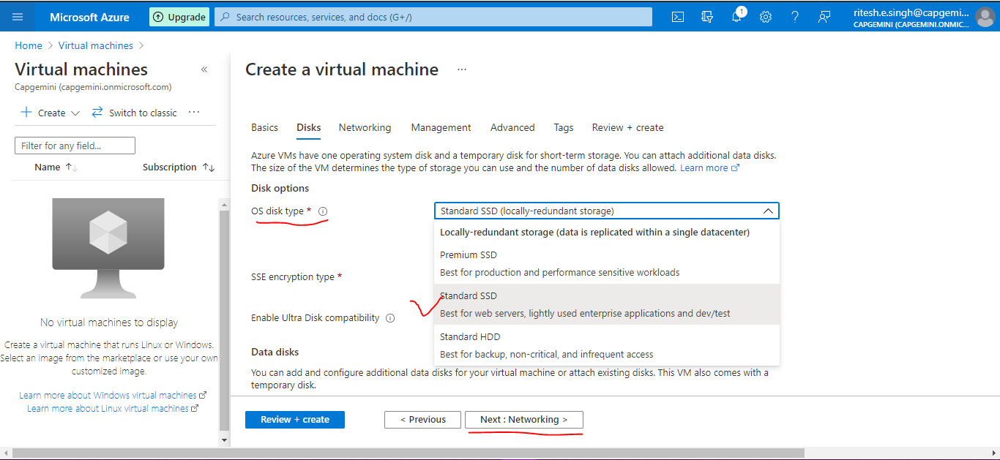 Microsoft Azure
Upgrade
Search resources, services, and docs (G+/)
1
ritesh.e.singh@capgemi...
CAPGEMINI (CAPGEMINI.ONMIC...
Home > Virtual machines >
Virtual machines
«
Capgemini (capgemini.onmicrosoft.com)
+ Create
Switch to classic
...
Filter for any field...
Name ↑↓
Subscription ↑↓
No virtual machines to display
Create a virtual machine that runs Linux or Windows.
Select an image from the marketplace or use your own
customized image.
Learn more about Windows virtual machines
Learn more about Linux virtual machines
Create a virtual machine
...
Basics
Disks
Networking
Management
Advanced
Tags
Review + create
Azure VMs have one operating system disk and a temporary disk for short-term storage. You can attach additional data disks.
The size of the VM determines the type of storage you can use and the number of data disks allowed. Learn more
Disk options
OS disk type *
Standard SSD (locally-redundant storage)
Locally-redundant storage (data is replicated within a single datacenter)
Premium SSD
Best for production and performance sensitive workloads
Standard SSD
Best for web servers, lightly used enterprise applications and dev/test
Standard HDD
Best for backup, non-critical, and infrequent access
SSE encryption type *
Enable Ultra Disk compatibility
Data disks
You can add and configure additional data disks for your virtual machine or attach existing disks. This VM also comes with a
temporary disk.
Review + create
< Previous
Next : Networking >